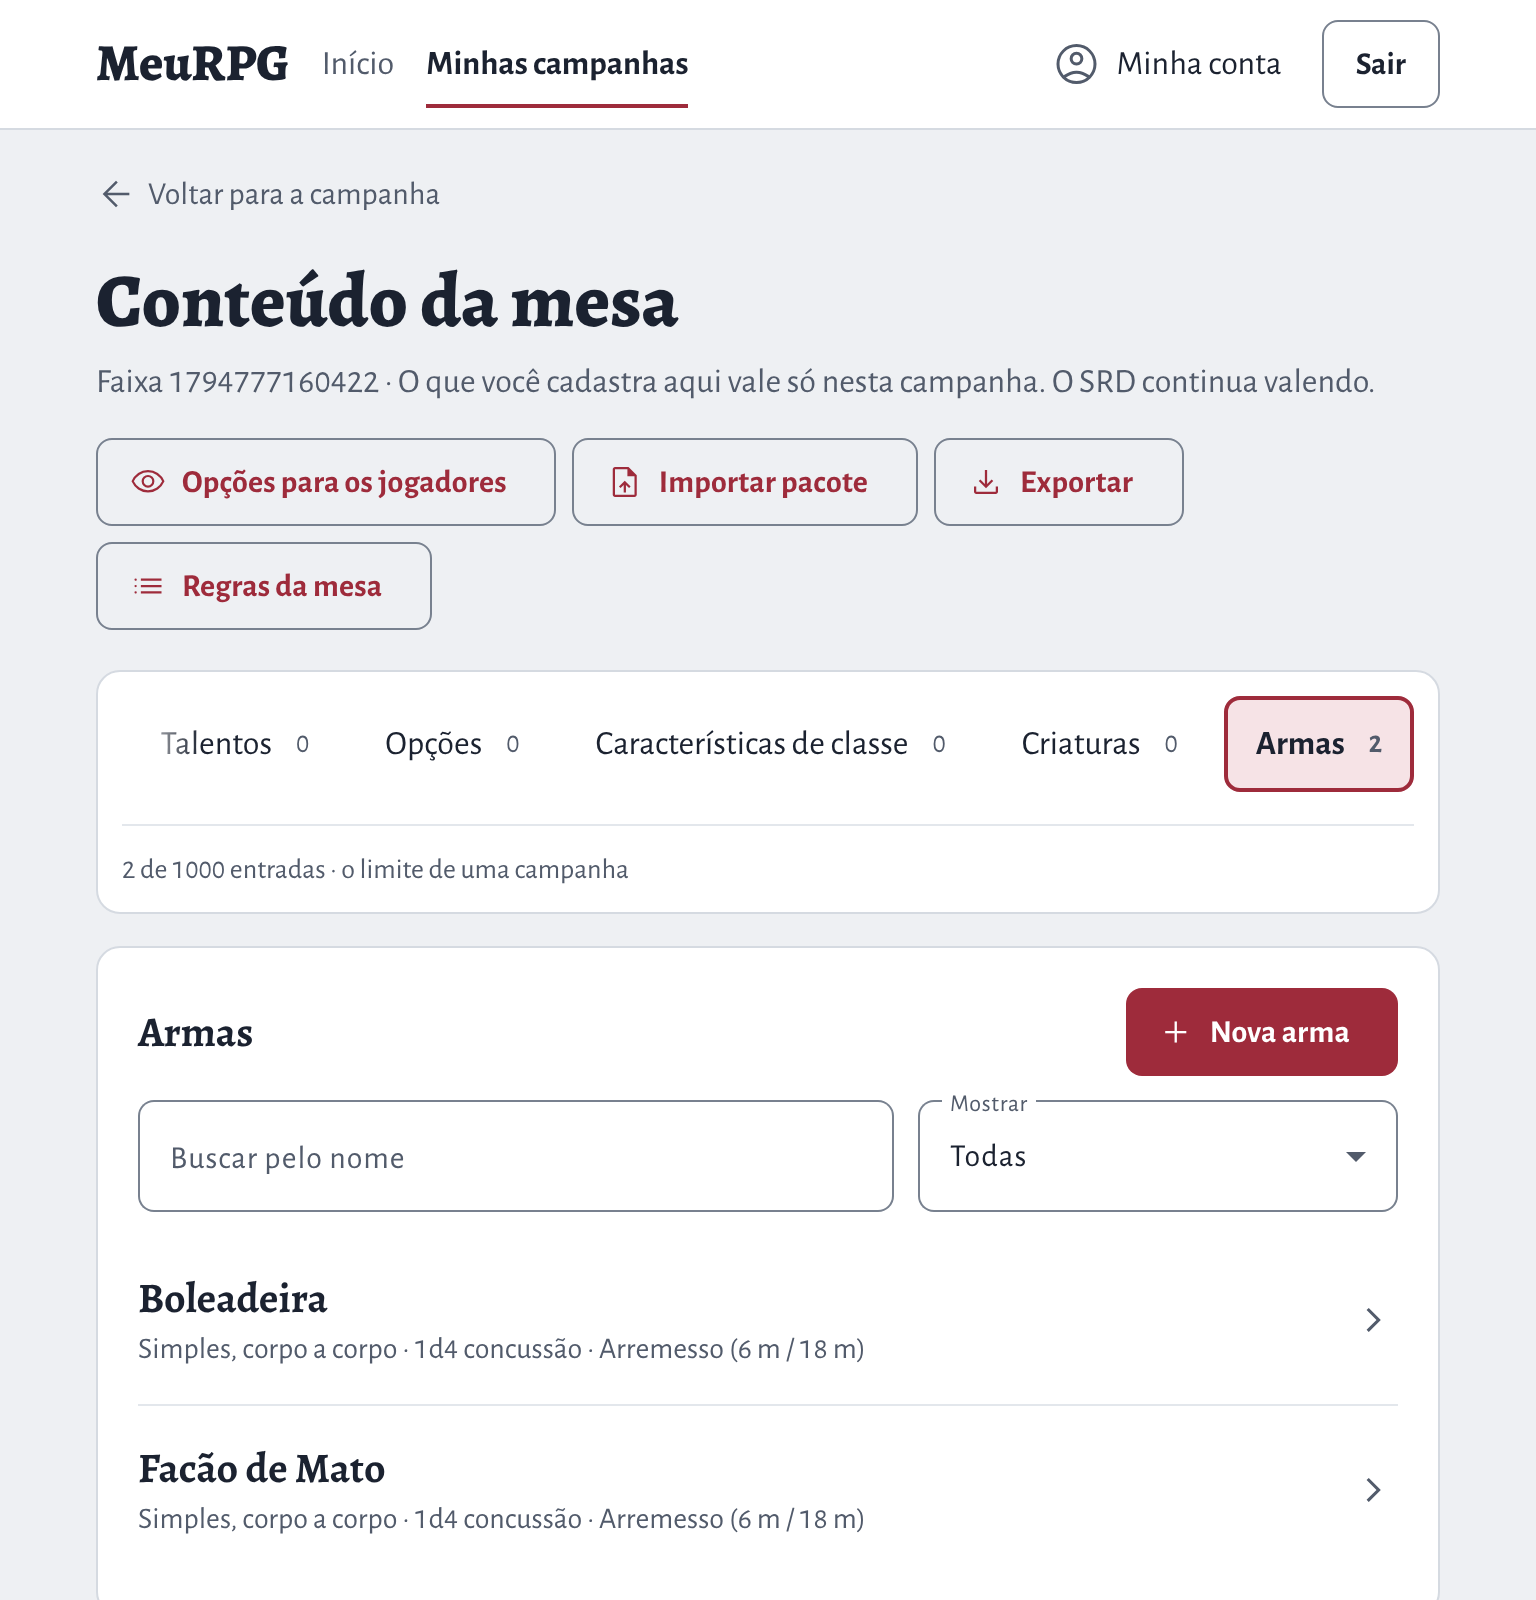 MeuRPG Início Minhas campanhas Minha conta Sair
Voltar para a campanha
Conteúdo da mesa
Faixa 1794777160422 · O que você cadastra aqui vale só nesta campanha. O SRD continua valendo.
Opções para os jogadores Importar pacote Exportar
Regras da mesa
Talentos 0 Opções 0 Características de classe 0 Criaturas 0 Armas 2
2 de 1000 entradas · o limite de uma campanha
Armas Nova arma
Mostrar
Buscar pelo nome Todas
Boleadeira
Simples, corpo a corpo · 1d4 concussão · Arremesso (6 m / 18 m)
Facão de Mato
Simples, corpo a corpo · 1d4 concussão · Arremesso (6 m / 18 m)